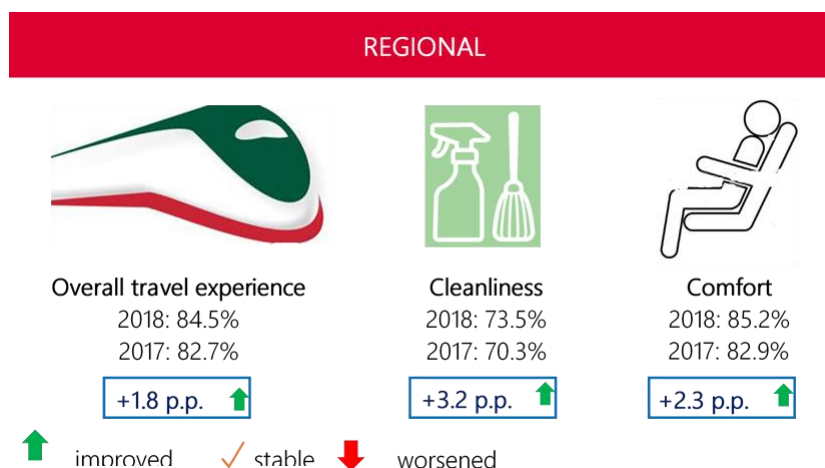 REGIONAL
Overall travel experience
2018: 84.5%
2017: 82.7%
+1.8 p.p.
Cleanliness
2018: 73.5%
2017: 70.3%
+3.2 p.p.
Comfort
2018: 85.2%
2017: 82.9%
+2.3 p.p.
improved stable worsened